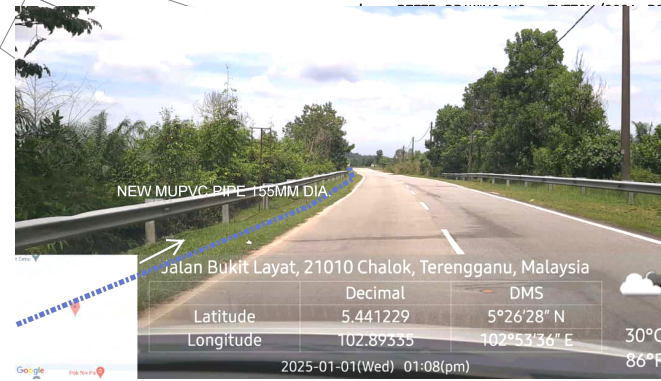 NEW MUPVC PIPE 155MM DIA.
Jalan Bukit Layat, 21010 Chalok, Terengganu, Malaysia
Decimal DMS
Latitude 5.441229 5°26'28" N
Longitude 102.89335 102°53'36" E
30°C
86°F
2025-01-01(Wed) 01:08(pm)
Google